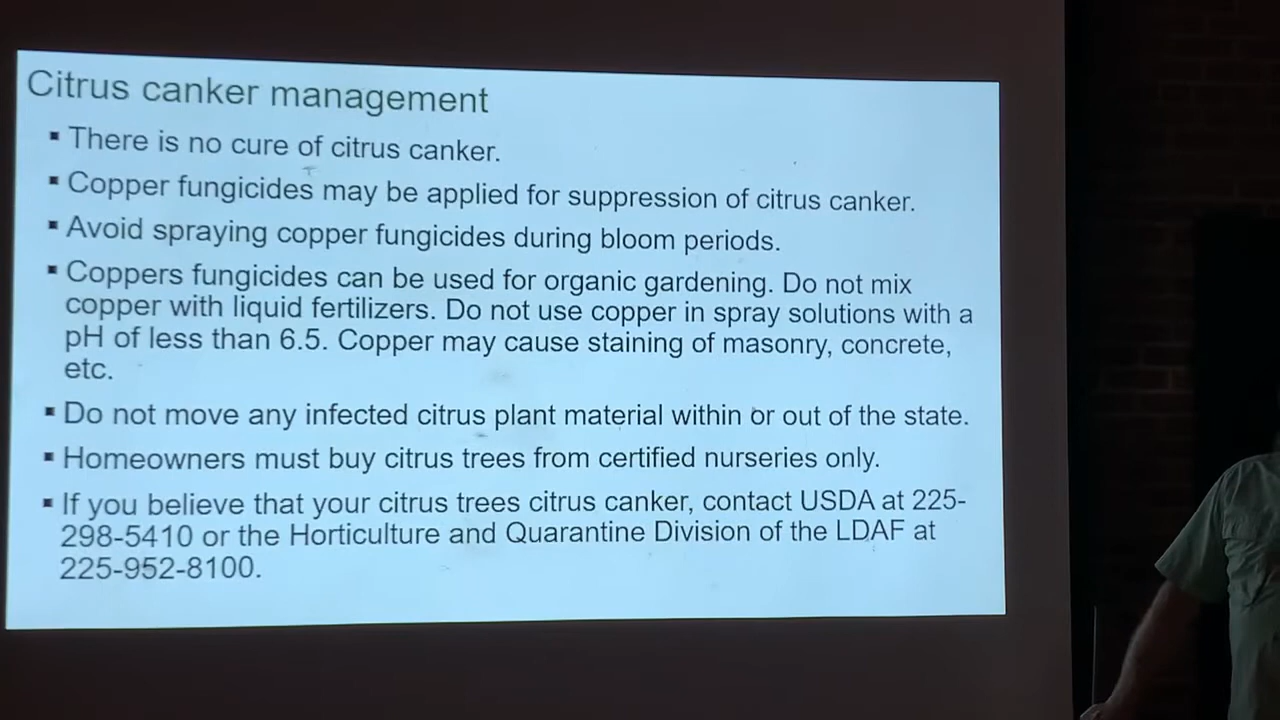 Citrus canker management
▪ There is no cure of citrus canker.
▪ Copper fungicides may be applied for suppression of citrus canker.
▪ Avoid spraying copper fungicides during bloom periods.
▪ Coppers fungicides can be used for organic gardening. Do not mix
copper with liquid fertilizers. Do not use copper in spray solutions with a
pH of less than 6.5. Copper may cause staining of masonry, concrete,
etc.
▪ Do not move any infected citrus plant material within or out of the state.
▪ Homeowners must buy citrus trees from certified nurseries only.
▪ If you believe that your citrus trees citrus canker, contact USDA at 225-
298-5410 or the Horticulture and Quarantine Division of the LDAF at
225-952-8100.